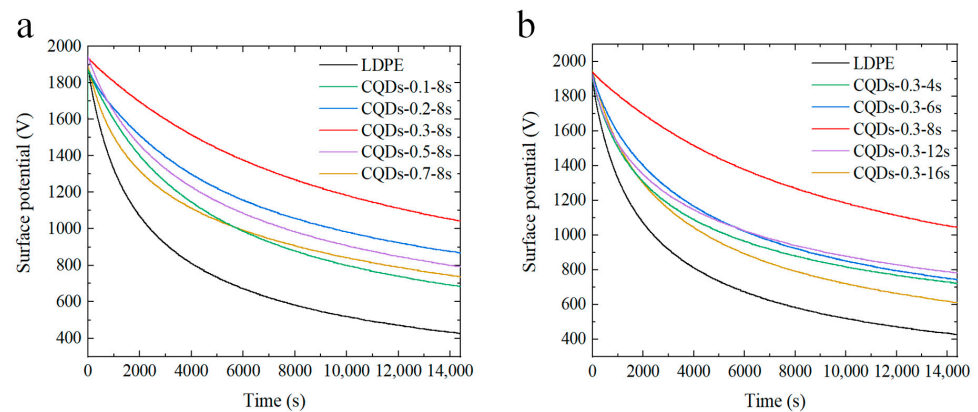 a
Surface potential (V)
2000
1800
1600
1400
1200
1000
800
600
400
0 2000 4000 6000 8000 10,000 12,000 14,000
Time (s)
LDPE
CQDs-0.1-8s
CQDs-0.2-8s
CQDs-0.3-8s
CQDs-0.5-8s
CQDs-0.7-8s
b
Surface potential (V)
2000
1800
1600
1400
1200
1000
800
600
400
0 2000 4000 6000 8000 10,000 12,000 14,000
Time (s)
LDPE
CQDs-0.3-4s
CQDs-0.3-6s
CQDs-0.3-8s
CQDs-0.3-12s
CQDs-0.3-16s